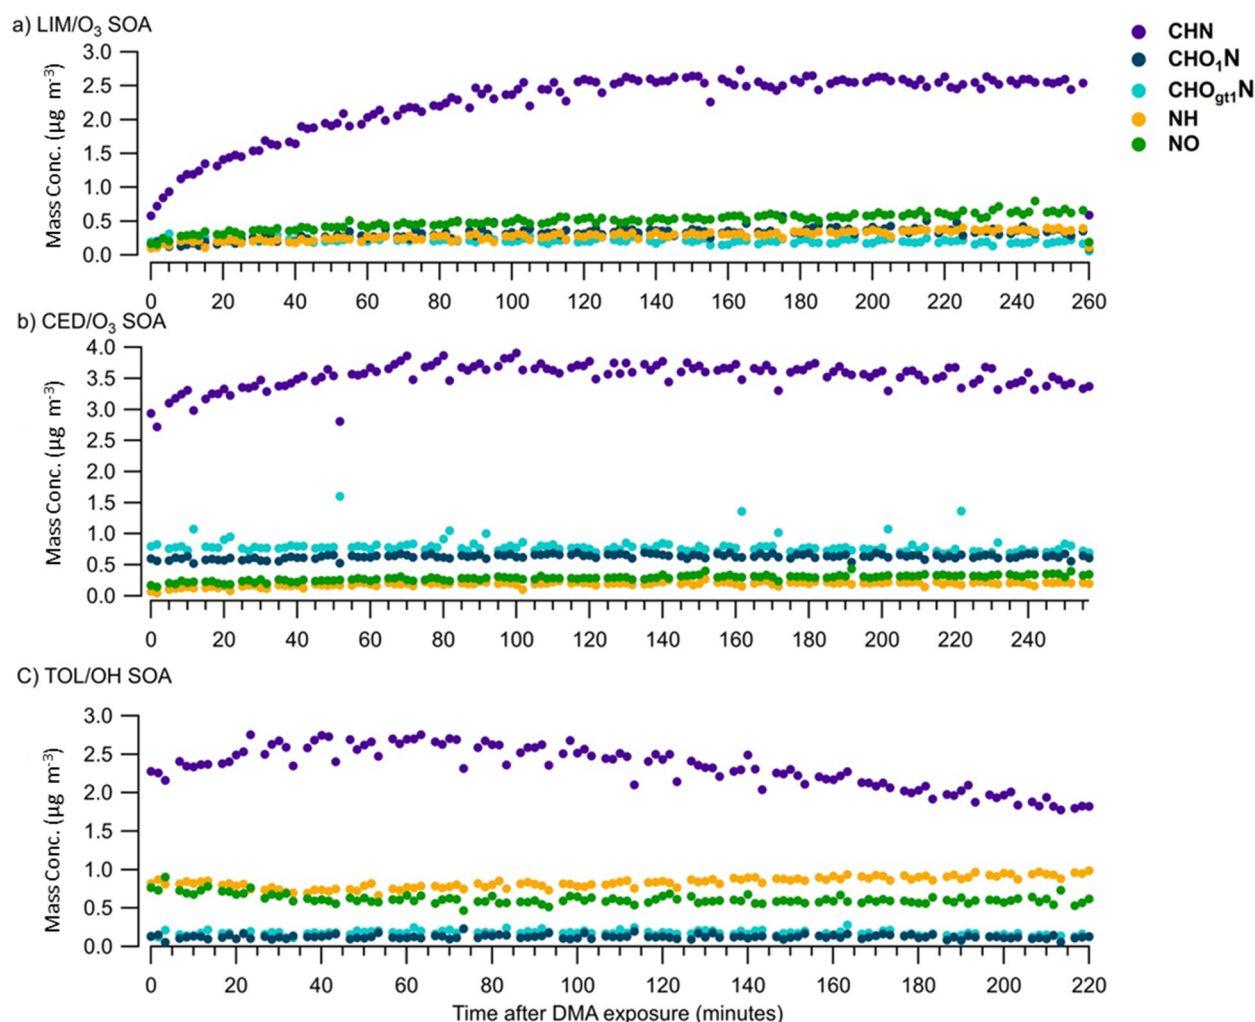 a) LIM/O3 SOA
CHN
CHO1N
CHOgt1N
NH
NO
Mass Conc. (µg m-3)
3.0
2.5
2.0
1.5
1.0
0.5
0.0
0 20 40 60 80 100 120 140 160 180 200 220 240 260
b) CED/O3 SOA
Mass Conc. (µg m-3)
4.0
3.5
3.0
2.5
2.0
1.5
1.0
0.5
0.0
0 20 40 60 80 100 120 140 160 180 200 220 240
C) TOL/OH SOA
Mass Conc. (µg m-3)
3.0
2.5
2.0
1.5
1.0
0.5
0.0
0 20 40 60 80 100 120 140 160 180 200 220
Time after DMA exposure (minutes)